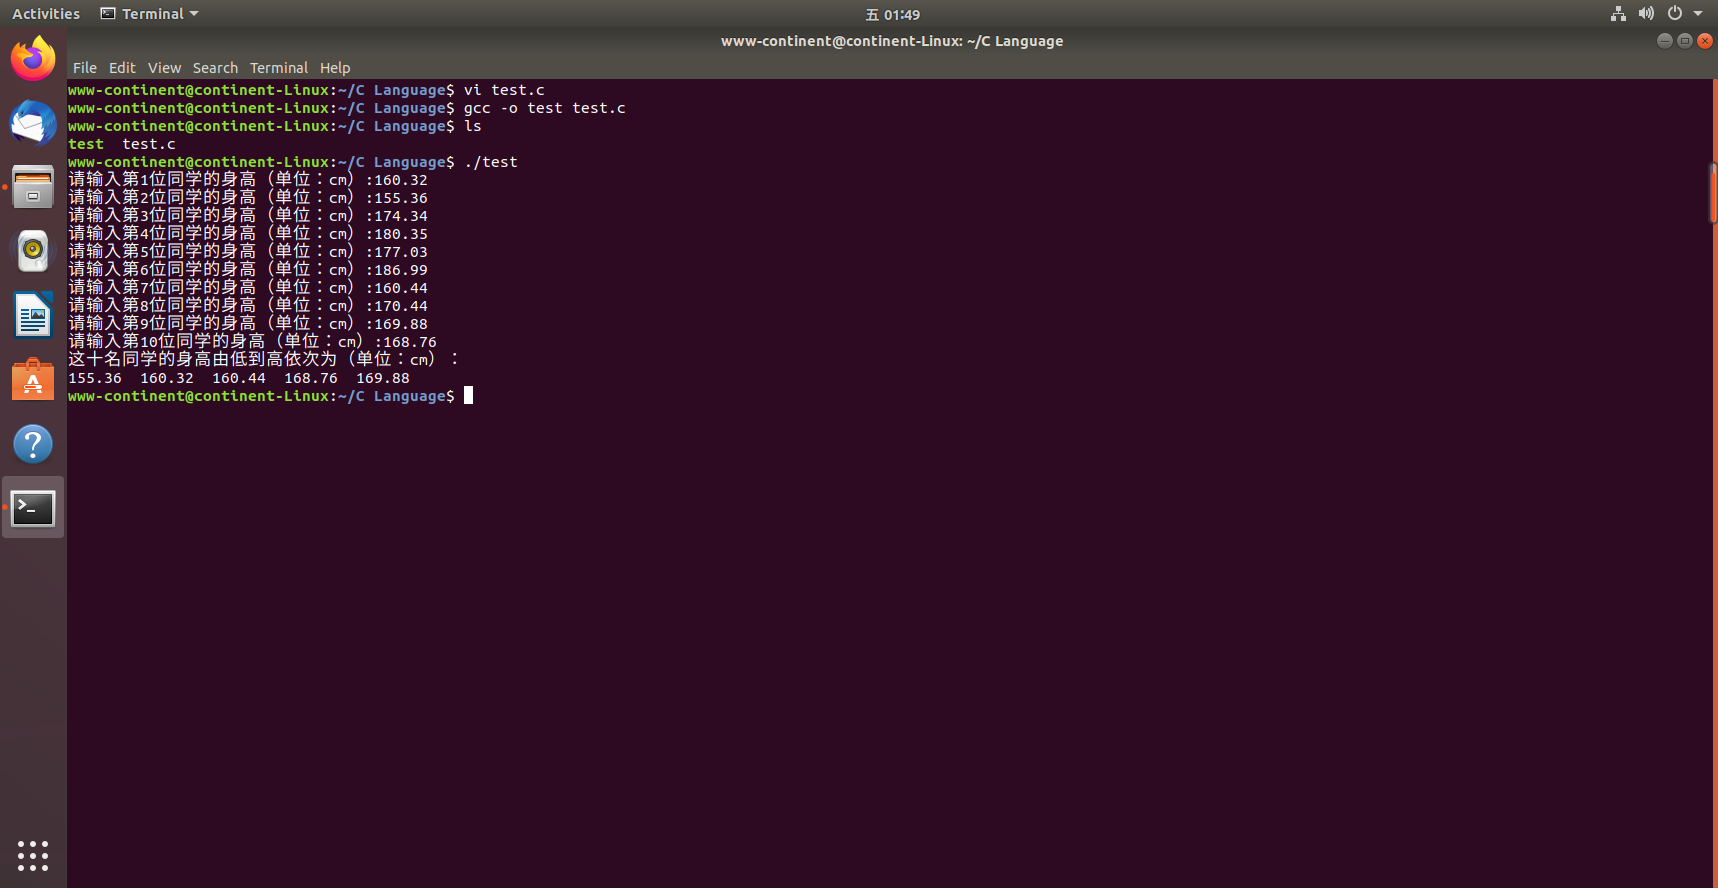 Activities Terminal 五 01:49
www-continent@continent-Linux: ~/C Language
File Edit View Search Terminal Help
www-continent@continent-Linux:~/C Language$ vi test.c
www-continent@continent-Linux:~/C Language$ gcc -o test test.c
www-continent@continent-Linux:~/C Language$ ls
test  test.c
www-continent@continent-Linux:~/C Language$ ./test
请输入第1位同学的身高（单位：cm）:160.32
请输入第2位同学的身高（单位：cm）:155.36
请输入第3位同学的身高（单位：cm）:174.34
请输入第4位同学的身高（单位：cm）:180.35
请输入第5位同学的身高（单位：cm）:177.03
请输入第6位同学的身高（单位：cm）:186.99
请输入第7位同学的身高（单位：cm）:160.44
请输入第8位同学的身高（单位：cm）:170.44
请输入第9位同学的身高（单位：cm）:169.88
请输入第10位同学的身高（单位：cm）:168.76
这十名同学的身高由低到高依次为（单位：cm）：
155.36  160.32  160.44  168.76  169.88
www-continent@continent-Linux:~/C Language$